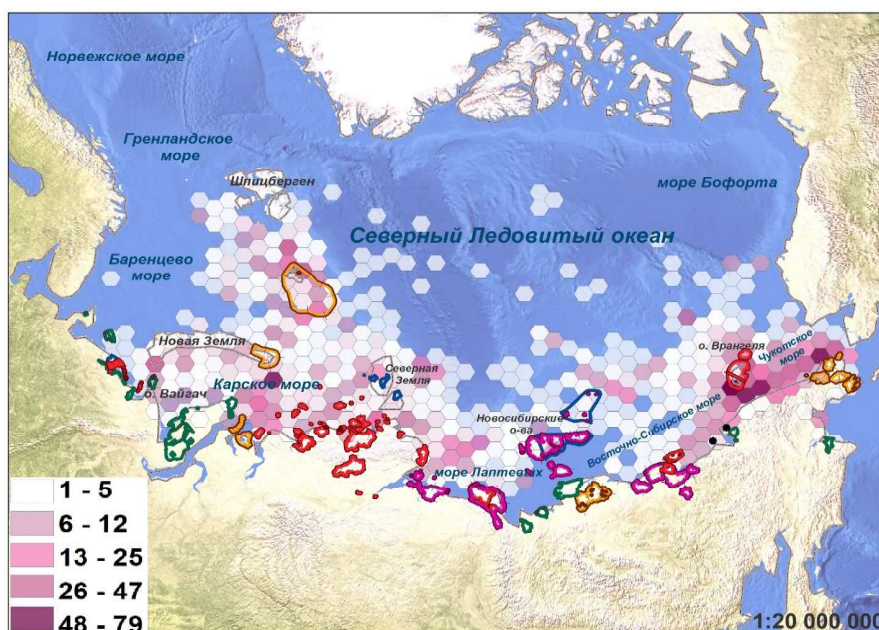 Норвежское море
Гренландское
море
Шпицберген
море Бофорта
Северный Ледовитый океан
Баренцево
море
Новая Земля
о. Врангеля
Чукотское
море
Северная
Земля
Карское море
о. Вайгач
Новосибирские
о-ва
Восточно-Сибирское море
море Лаптевых
1 - 5
6 - 12
13 - 25
26 - 47
48 - 79
1:20 000 000